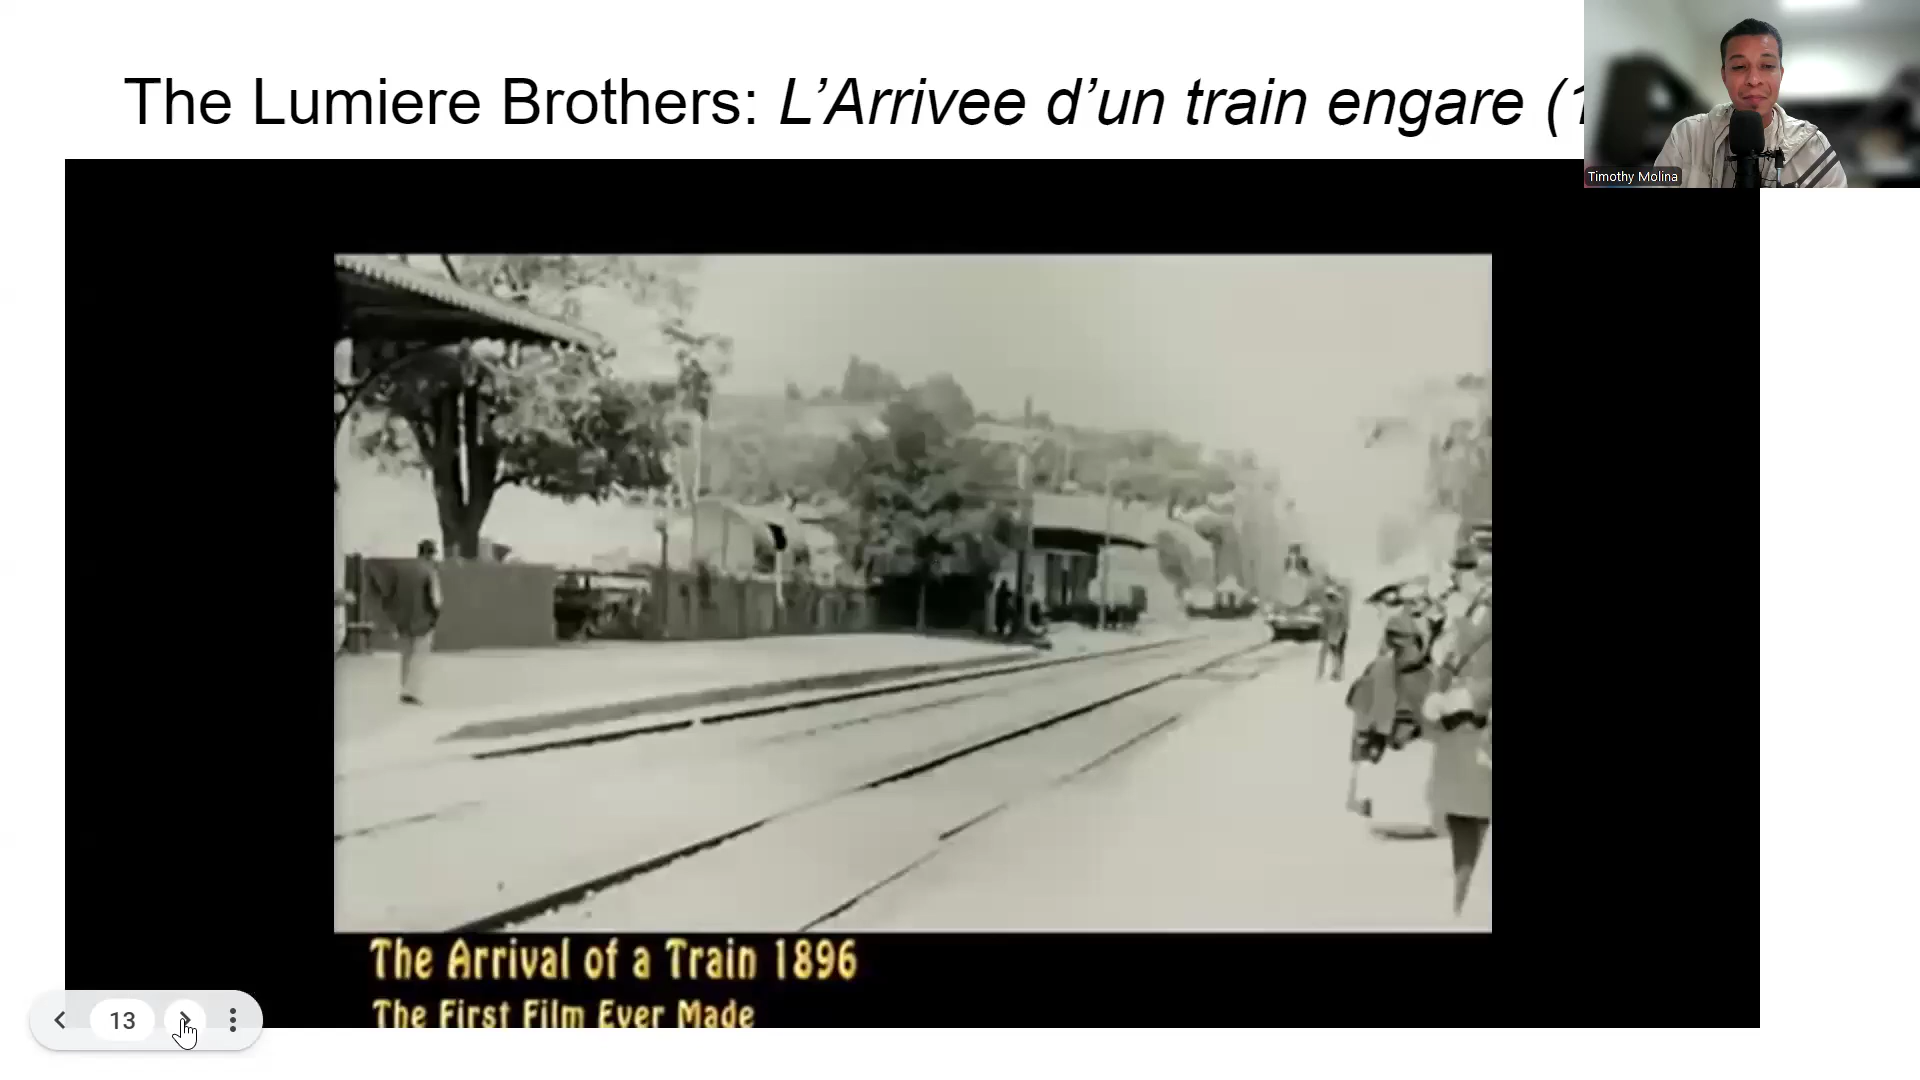 The Lumiere Brothers: L’Arrivee d’un train engare (1
Timothy Molina
The Arrival of a Train 1896
The First Film Ever Made
13